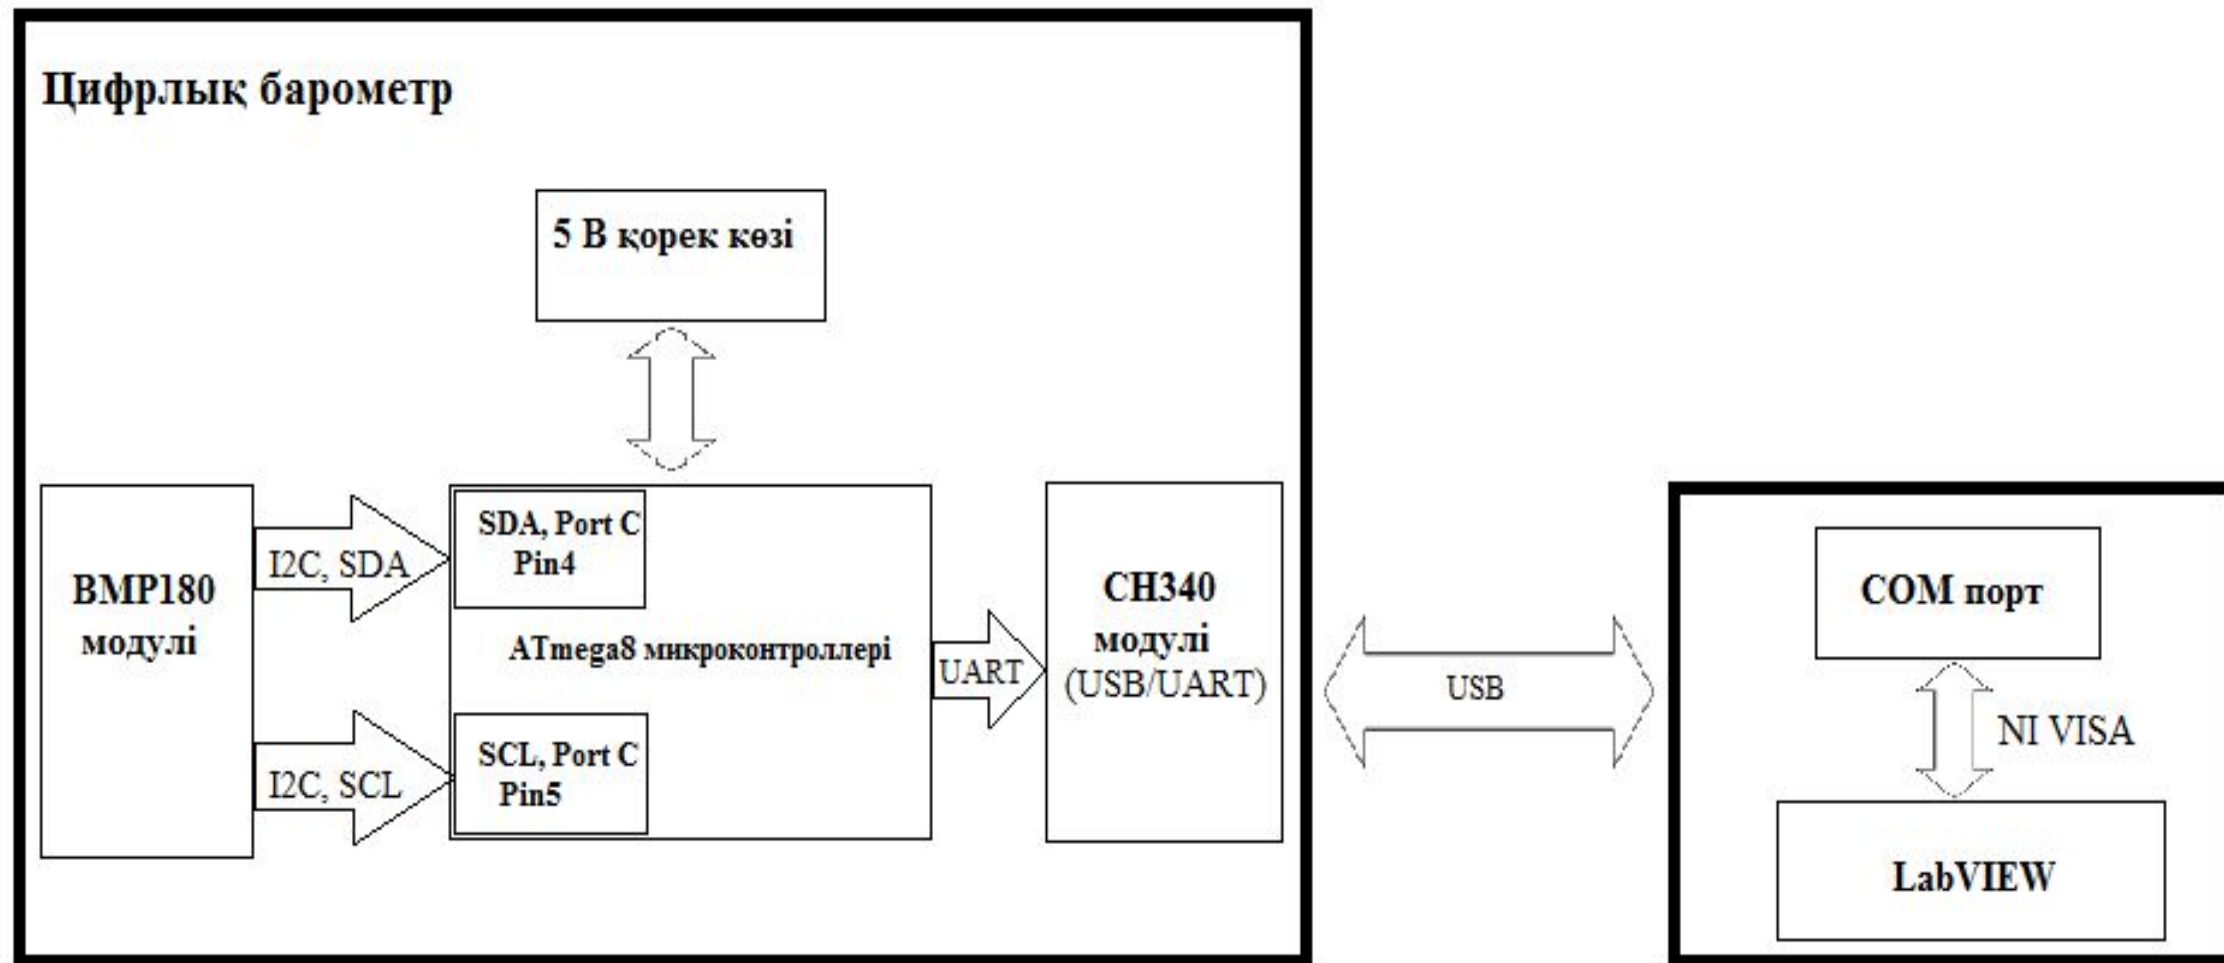 Цифрлық барометр
5 В қорек көзі
BMP180
модулі
I2C, SDA
I2C, SCL
SDA, Port C
Pin4
ATmega8 микроконтроллері
SCL, Port C
Pin5
UART
CH340
модулі
(USB/UART)
USB
COM порт
NI VISA
LabVIEW